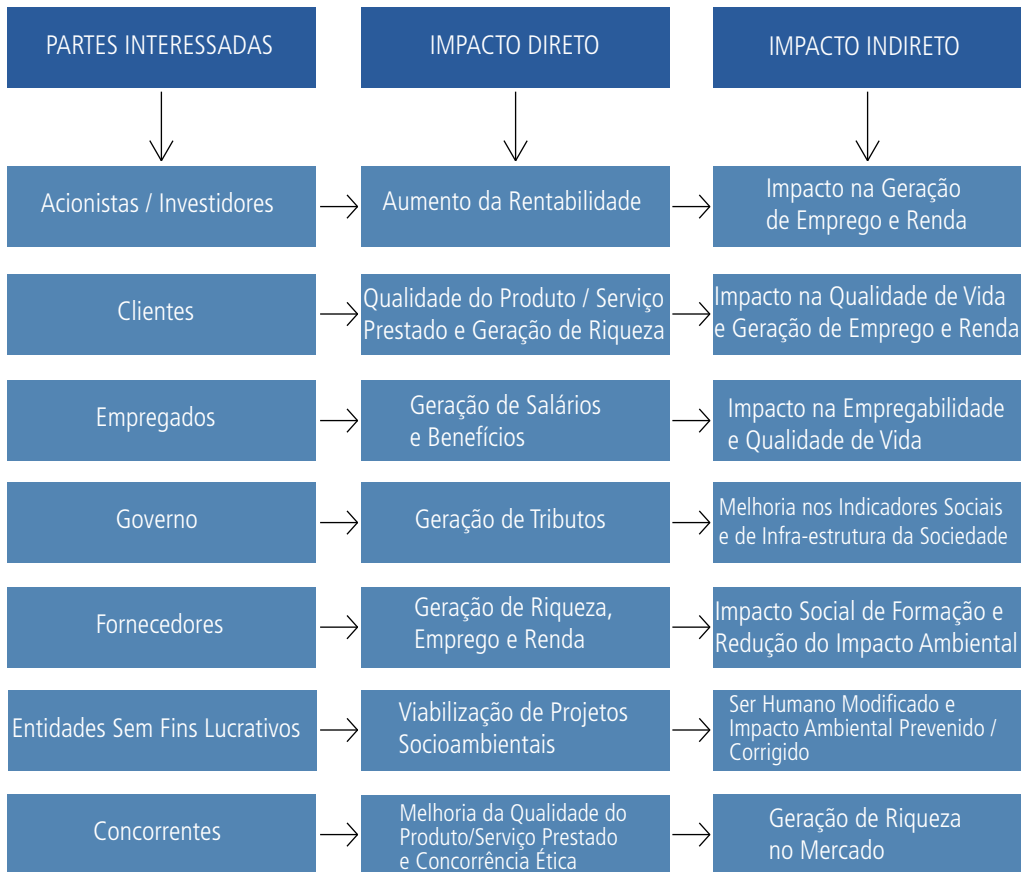 PARTES INTERESSADAS
IMPACTO DIRETO
IMPACTO INDIRETO
Acionistas / Investidores
Aumento da Rentabilidade
Impacto na Geração
de Emprego e Renda
Clientes
Qualidade do Produto / Serviço
Prestado e Geração de Riqueza
Impacto na Qualidade de Vida
e Geração de Emprego e Renda
Empregados
Geração de Salários
e Benefícios
Impacto na Empregabilidade
e Qualidade de Vida
Governo
Geração de Tributos
Melhoria nos Indicadores Sociais
e de Infra-estrutura da Sociedade
Fornecedores
Geração de Riqueza,
Emprego e Renda
Impacto Social de Formação e
Redução do Impacto Ambiental
Entidades Sem Fins Lucrativos
Viabilização de Projetos
Socioambientais
Ser Humano Modificado e
Impacto Ambiental Prevenido /
Corrigido
Concorrentes
Melhoria da Qualidade do
Produto/Serviço Prestado
e Concorrência Ética
Geração de Riqueza
no Mercado